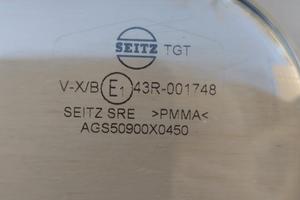 SEITZ TGT
V-X/B E1 43R-001748
SEITZ SRE >PMMA<
AGS50900X0450